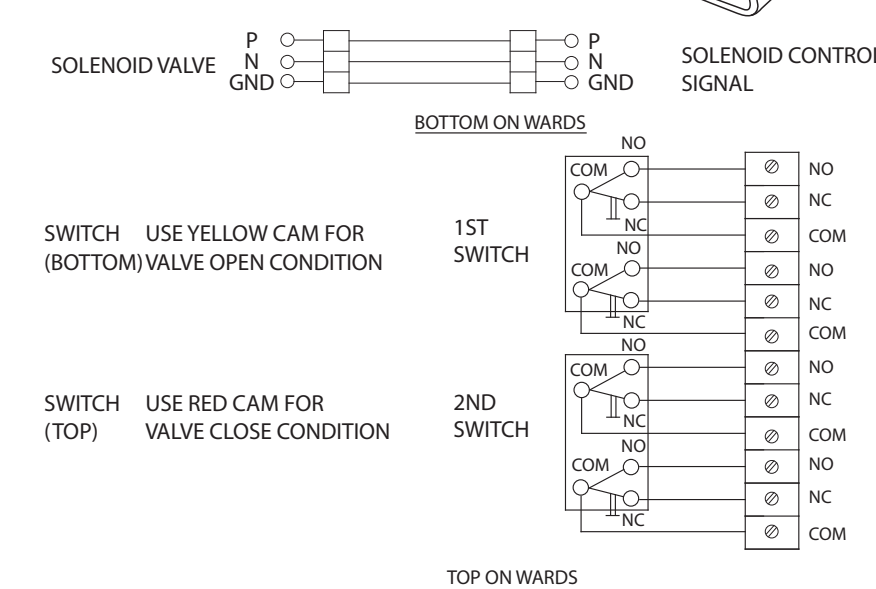 SOLENOID VALVE
P
N
GND
P
N
GND
SOLENOID CONTROL
SIGNAL
BOTTOM ON WARDS
SWITCH USE YELLOW CAM FOR
(BOTTOM) VALVE OPEN CONDITION
1ST
SWITCH
NO
COM
NC
NO
COM
NC
NO
NC
COM
NO
NC
COM
SWITCH USE RED CAM FOR
(TOP) VALVE CLOSE CONDITION
2ND
SWITCH
NO
COM
NC
NO
COM
NC
NO
NC
COM
NO
NC
COM
TOP ON WARDS